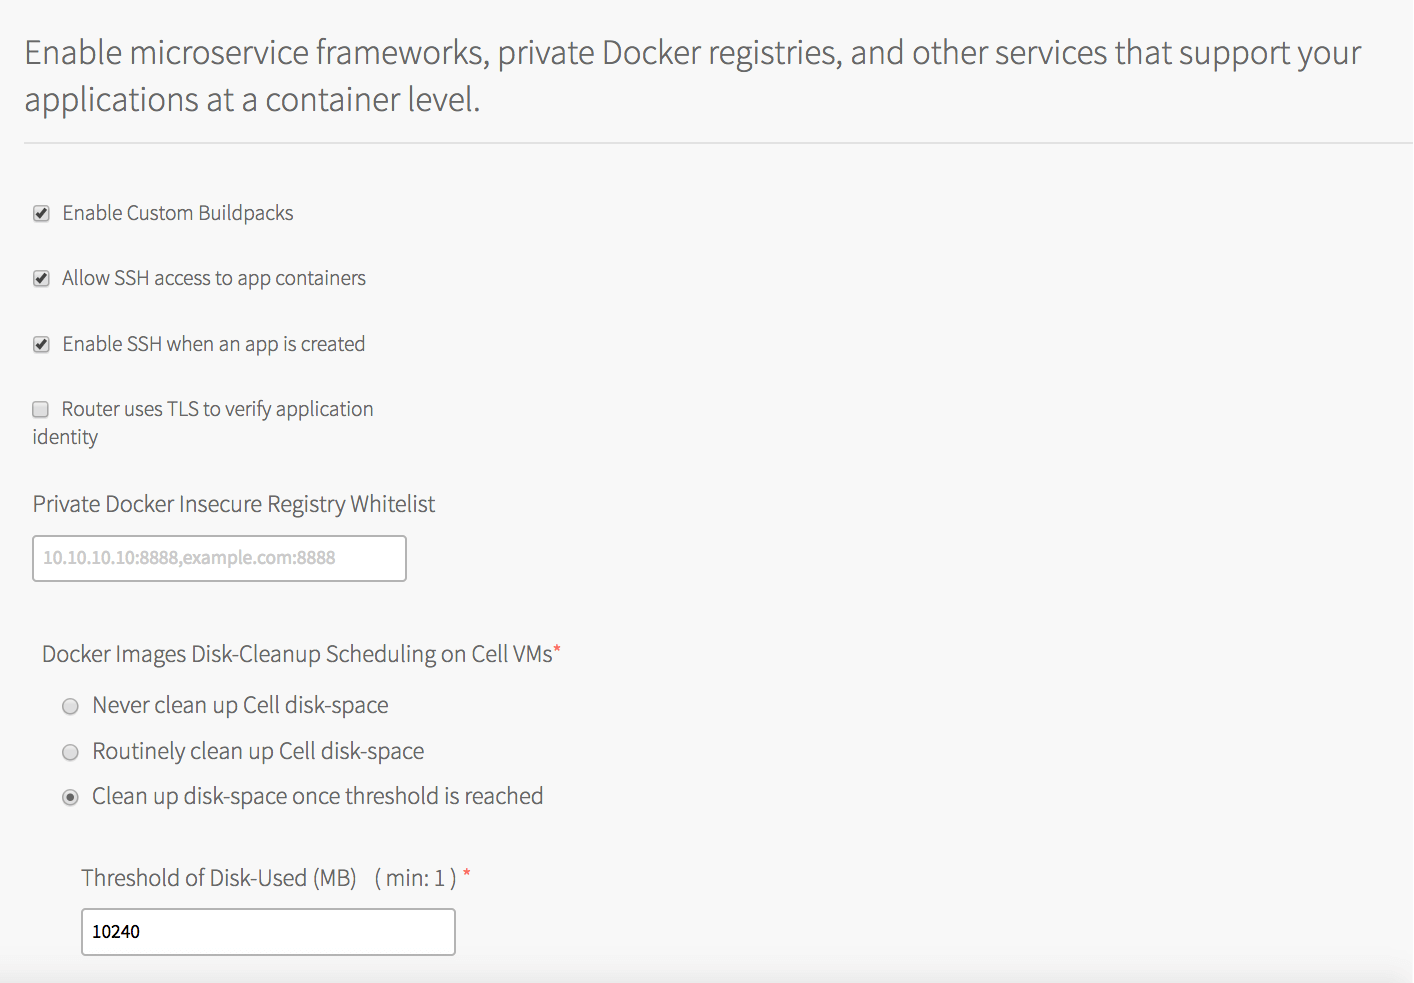 Enable microservice frameworks, private Docker registries, and other services that support your
applications at a container level.
Enable Custom Buildpacks
Allow SSH access to app containers
Enable SSH when an app is created
Router uses TLS to verify application
identity
Private Docker Insecure Registry Whitelist
10.10.10.10:8888,example.com:8888
Docker Images Disk-Cleanup Scheduling on Cell VMs*
Never clean up Cell disk-space
Routinely clean up Cell disk-space
Clean up disk-space once threshold is reached
Threshold of Disk-Used (MB) ( min: 1 ) *
10240